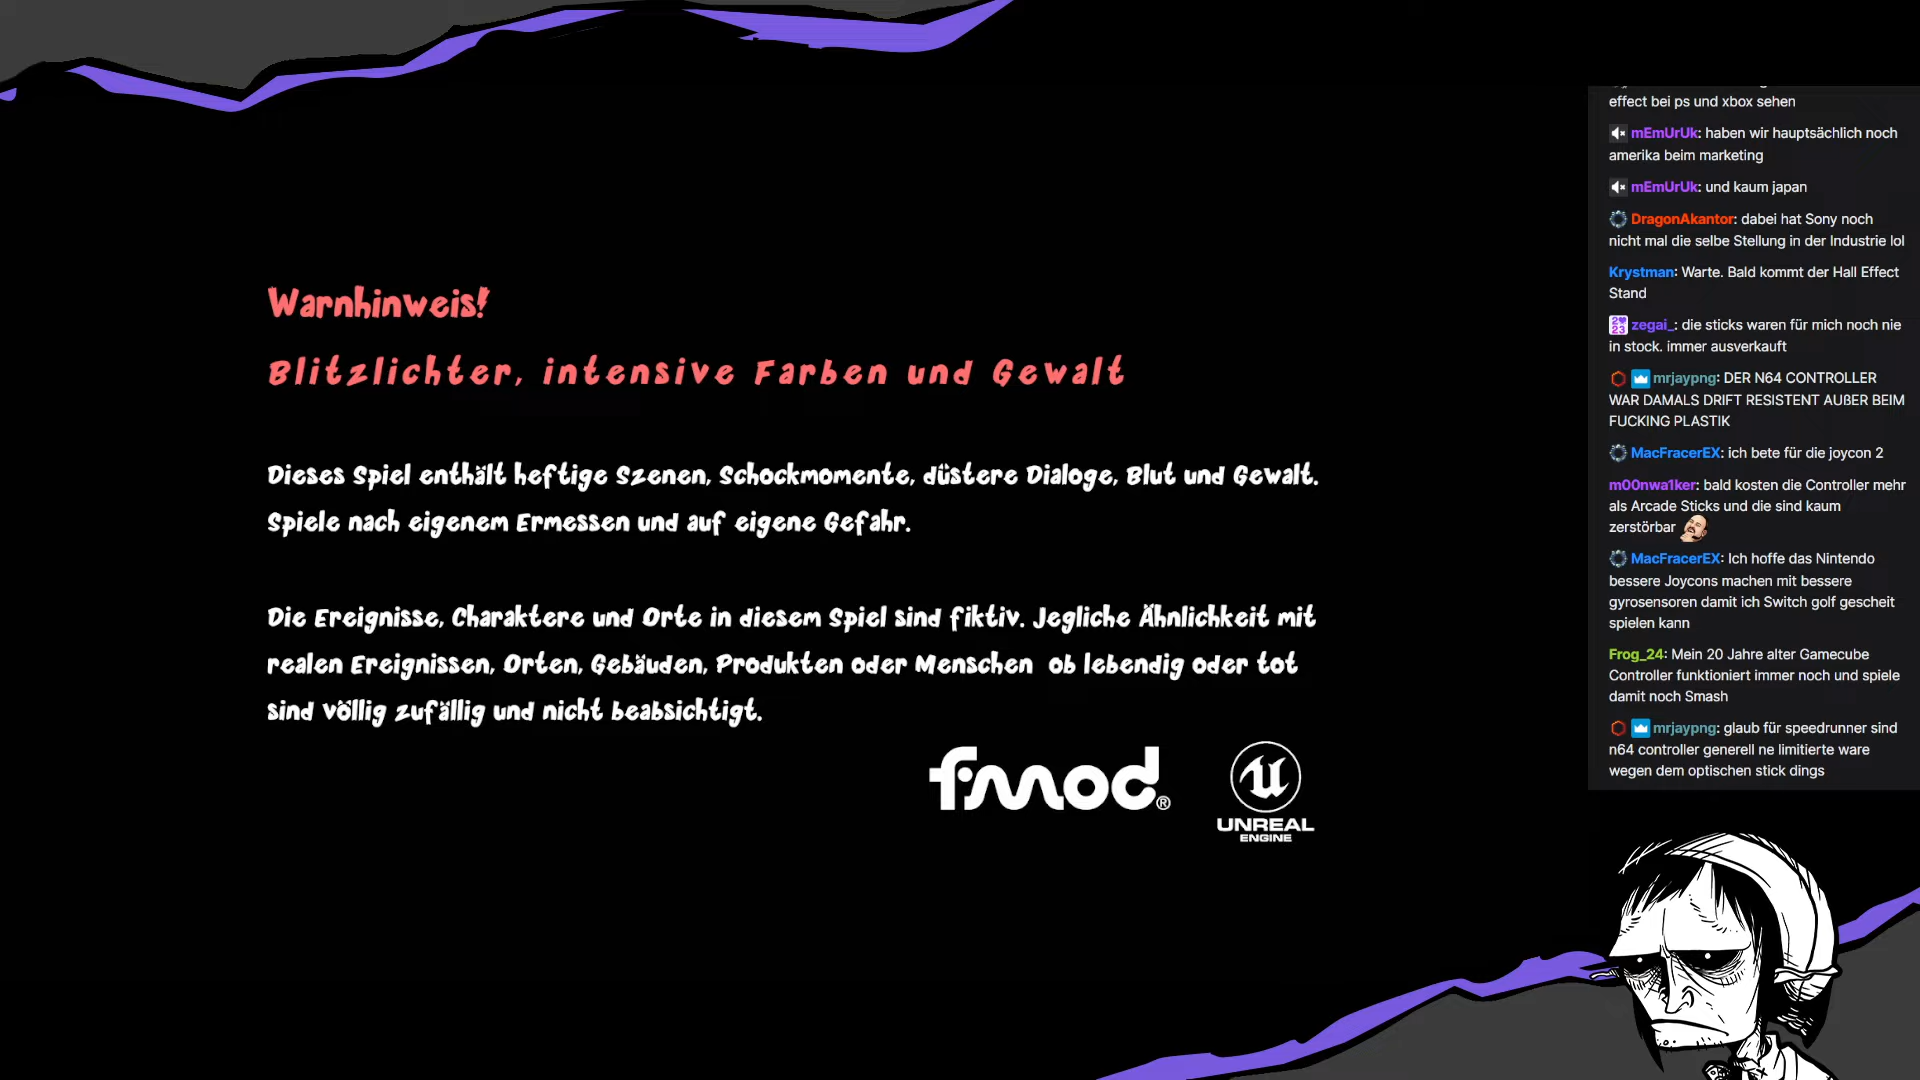 Warnhinweis!
Blitzlichter, intensive Farben und Gewalt
Dieses Spiel enthält heftige Szenen, Schockmomente, düstere Dialoge, Blut und Gewalt.
Spiele nach eigenem Ermessen und auf eigene Gefahr.
Die Ereignisse, Charaktere und Orte in diesem Spiel sind fiktiv. Jegliche Ähnlichkeit mit
realen Ereignissen, Orten, Gebäuden, Produkten oder Menschen  ob lebendig oder tot
sind völlig zufällig und nicht beabsichtigt.
fmod®
UNREAL
ENGINE
effect bei ps und xbox sehen
mEmUrUk: haben wir hauptsächlich noch
amerika beim marketing
mEmUrUk: und kaum japan
DragonAkantor: dabei hat Sony noch
nicht mal die selbe Stellung in der Industrie lol
Krystman: Warte. Bald kommt der Hall Effect
Stand
zegai_: die sticks waren für mich noch nie
in stock. immer ausverkauft
mrjaypng: DER N64 CONTROLLER
WAR DAMALS DRIFT RESISTENT AUßER BEIM
FUCKING PLASTIK
MacFracerEX: ich bete für die joycon 2
m00nwa1ker: bald kosten die Controller mehr
als Arcade Sticks und die sind kaum
zerstörbar
MacFracerEX: Ich hoffe das Nintendo
bessere Joycons machen mit bessere
gyrosensoren damit ich Switch golf gescheit
spielen kann
Frog_24: Mein 20 Jahre alter Gamecube
Controller funktioniert immer noch und spiele
damit noch Smash
mrjaypng: glaub für speedrunner sind
n64 controller generell ne limitierte ware
wegen dem optischen stick dings